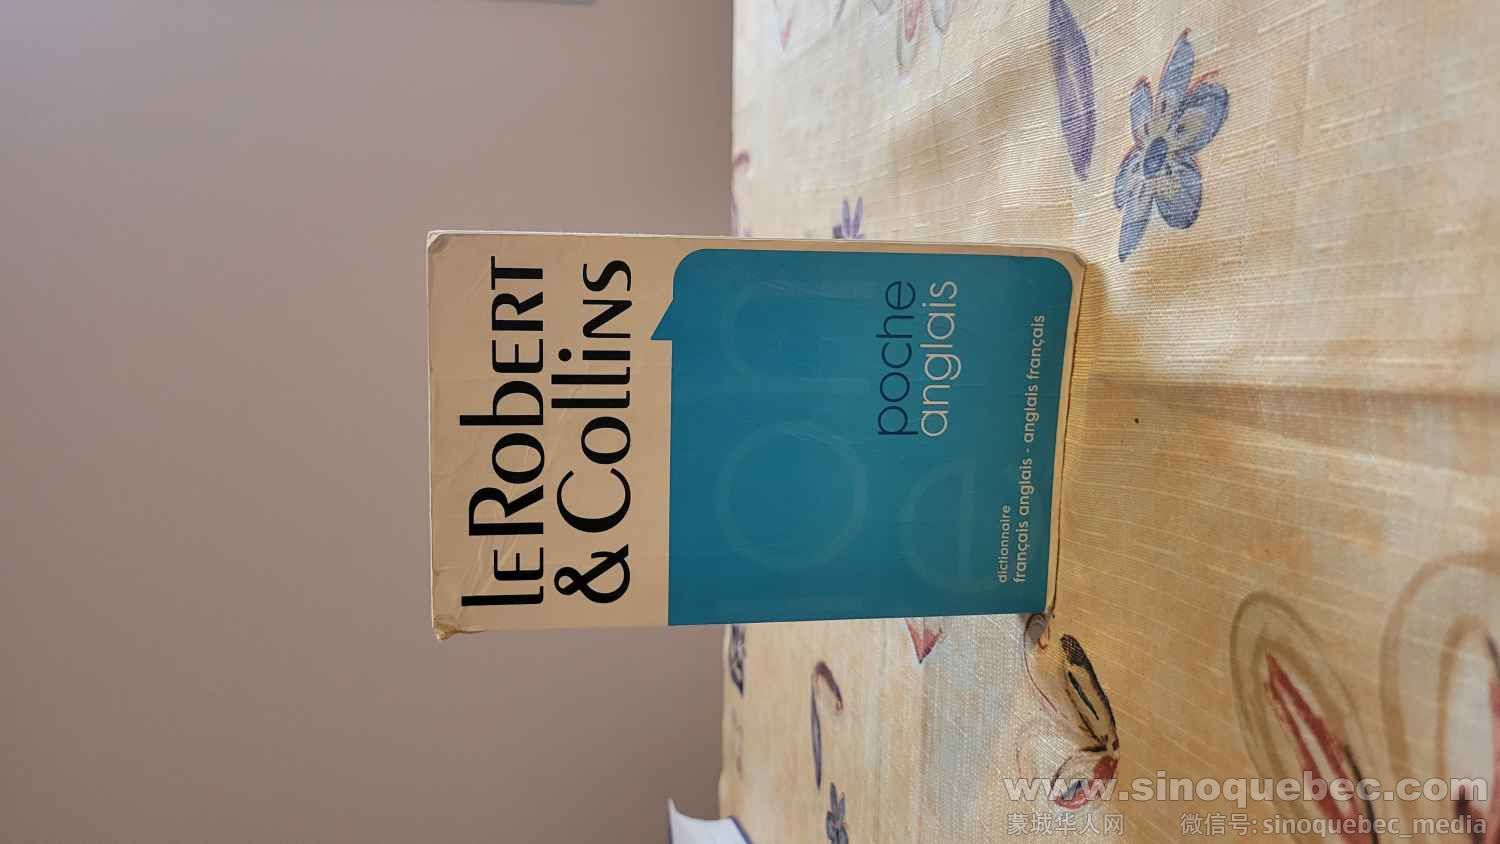 le Robert
& Collins
poche
anglais
dictionnaire
français anglais - anglais français
www.sinoquebec.com
蒙城华人网 微信号: sinoquebec_media